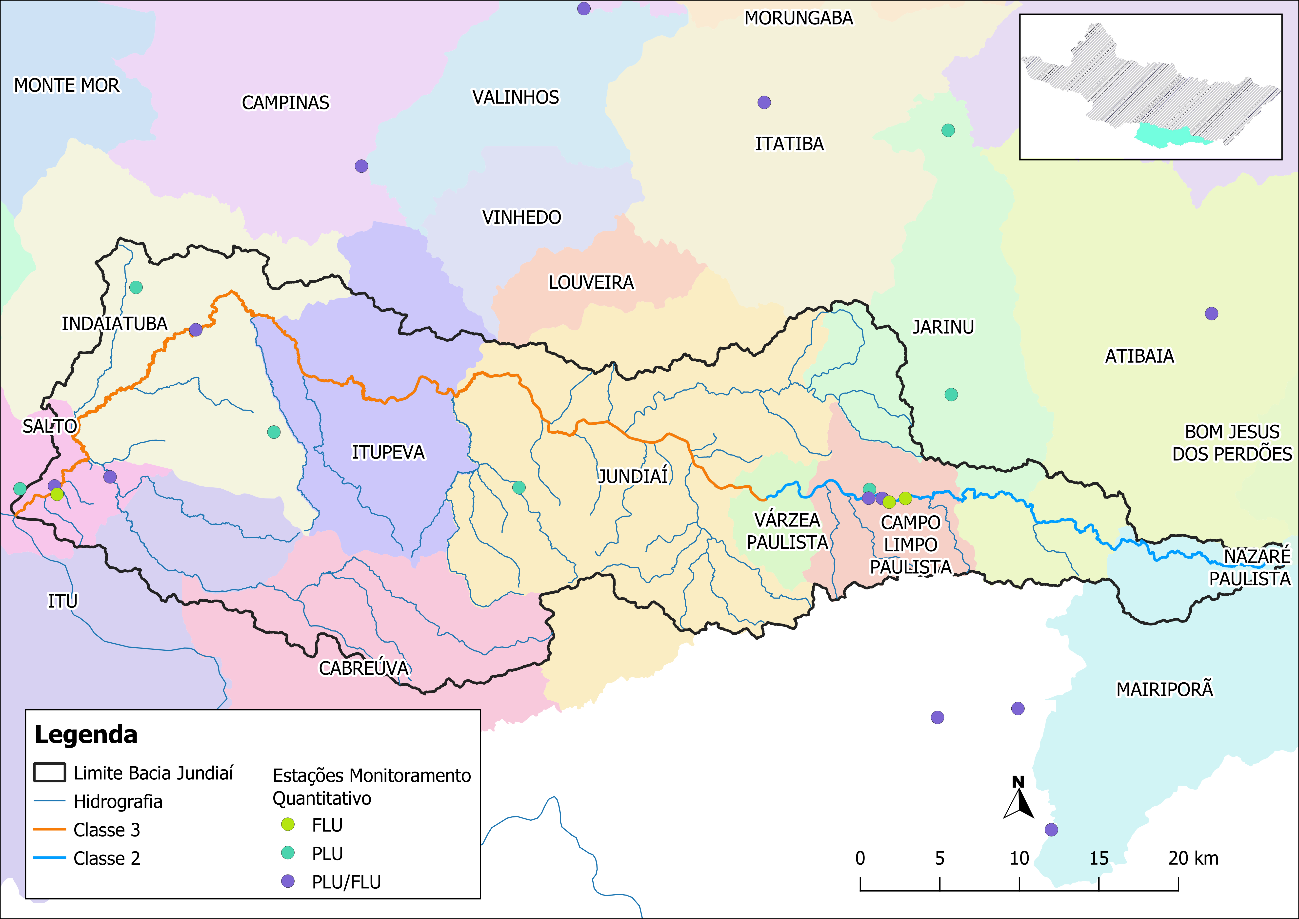 MORUNGABA
MONTE MOR
CAMPINAS
VALINHOS
ITATIBA
VINHEDO
LOUVEIRA
INDAIATUBA
JARINU
ATIBAIA
SALTO
ITUPEVA
JUNDIAÍ
BOM JESUS
DOS PERDÕES
VÁRZEA
PAULISTA
CAMPO
LIMPO
PAULISTA
NAZARÉ
PAULISTA
ITU
CABREÚVA
MAIRIPORÃ
Legenda
Limite Bacia Jundiaí
Hidrografia
Classe 3
Classe 2
Estações Monitoramento
Quantitativo
FLU
PLU
PLU/FLU
N
0 5 10 15 20 km